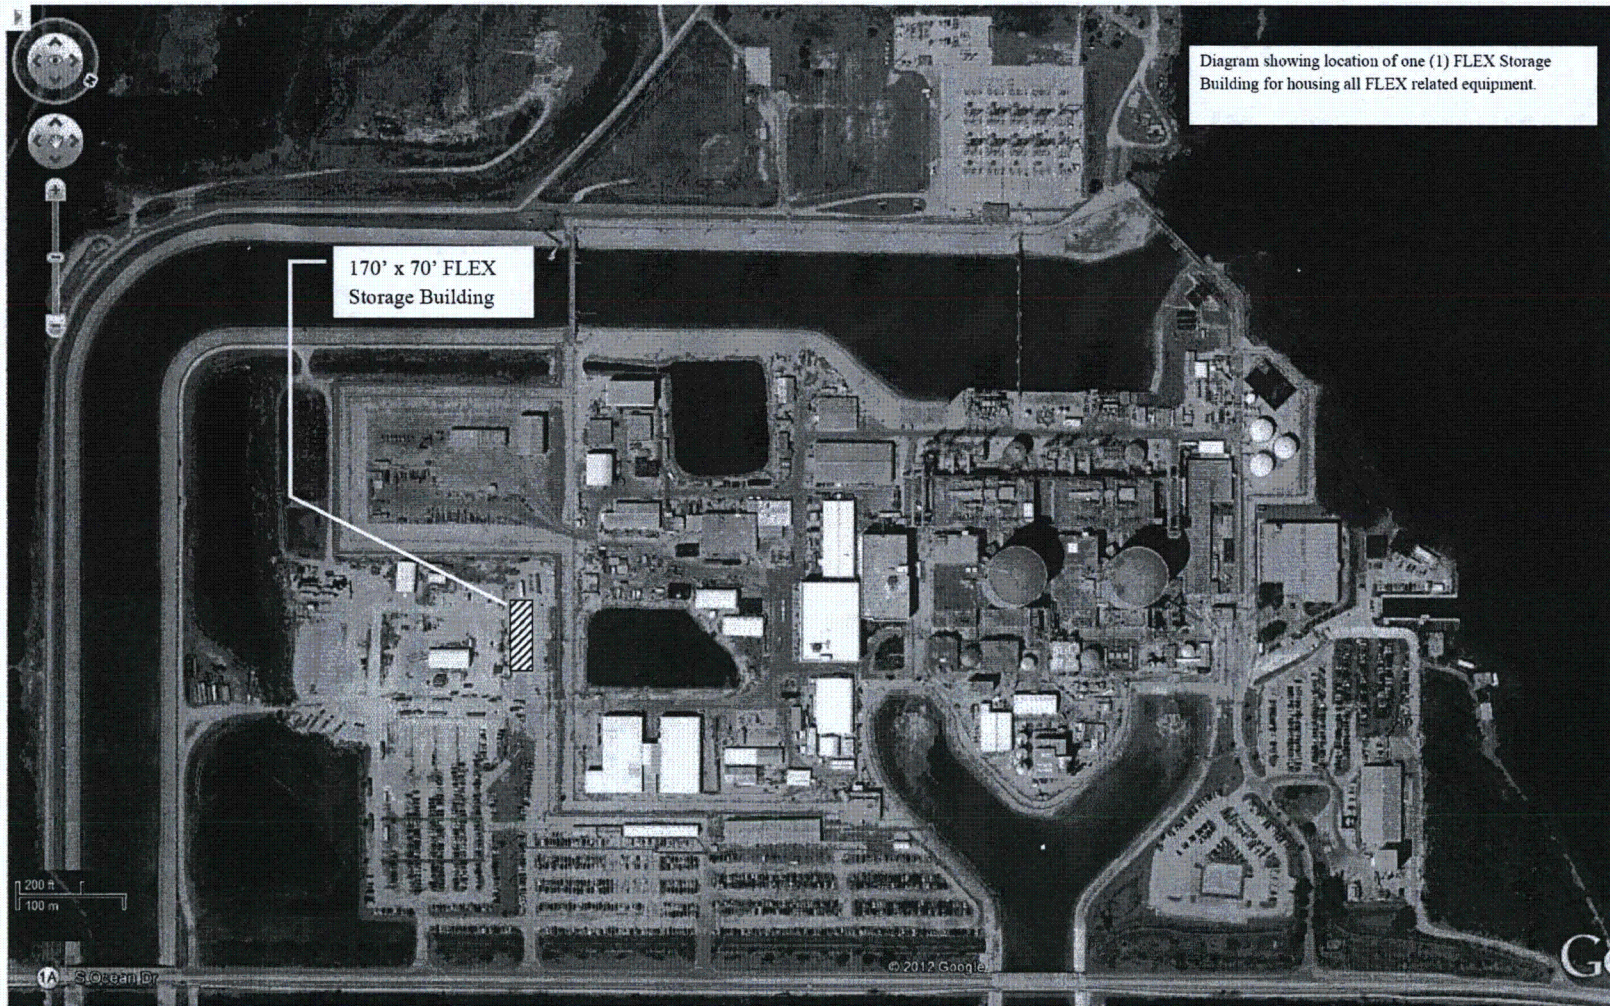 Diagram showing location of one (1) FLEX Storage
Building for housing all FLEX related equipment.
170' x 70' FLEX
Storage Building
200 ft
100 m
1A S Ocean Dr
© 2012 Google
Go